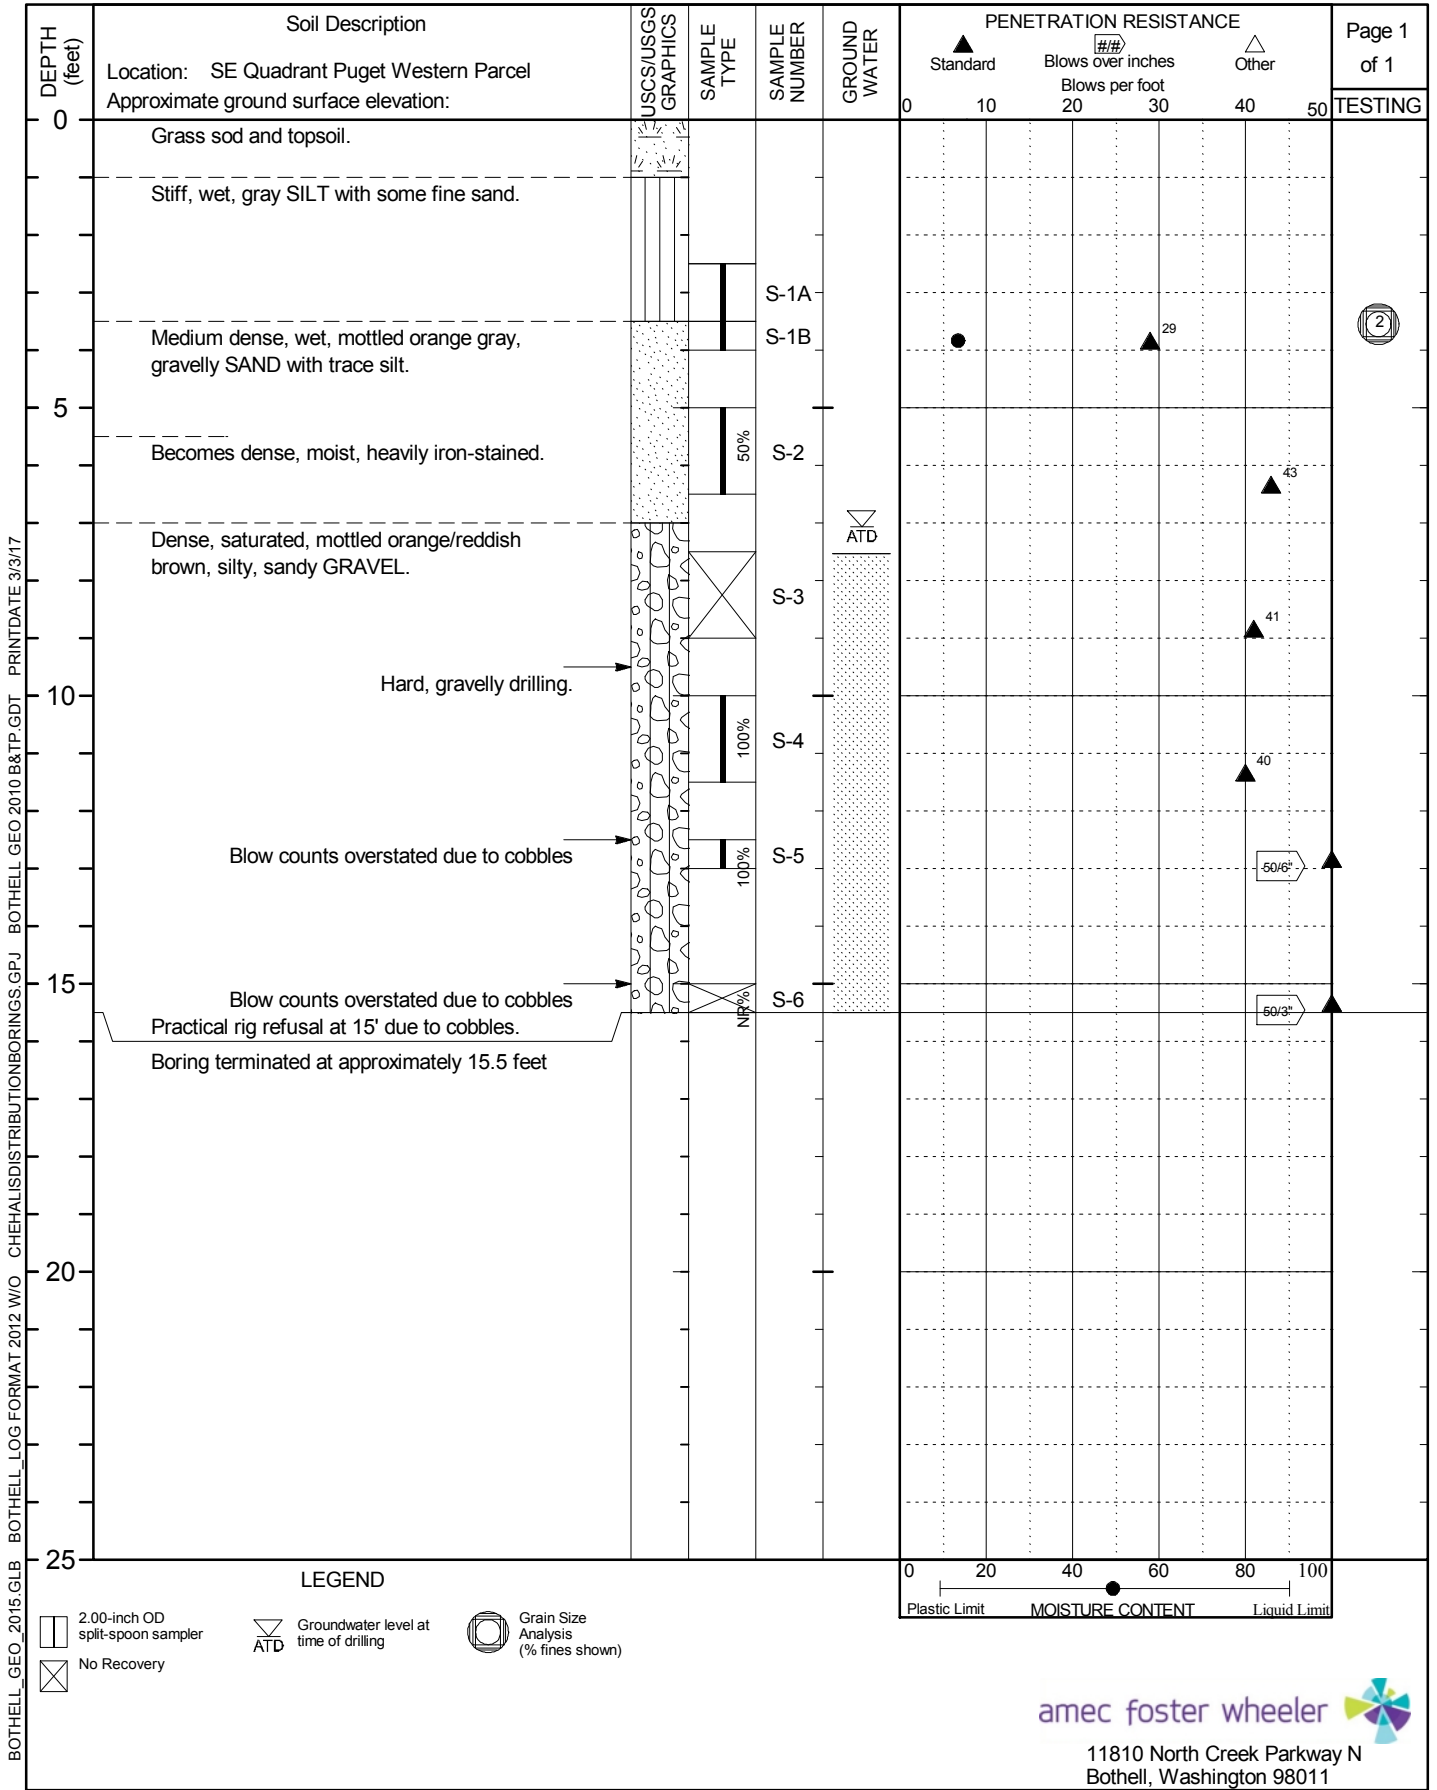 DEPTH
(feet)
Soil Description
Location: SE Quadrant Puget Western Parcel
Approximate ground surface elevation:
USCS/USGS
GRAPHICS
SAMPLE
TYPE
SAMPLE
NUMBER
GROUND
WATER
PENETRATION RESISTANCE
Standard
#/#
Blows over inches
Other
Blows per foot
0 10 20 30 40 50
Page 1
of 1
TESTING
0
Grass sod and topsoil.
Stiff, wet, gray SILT with some fine sand.
S-1A
2
S-1B
29
Medium dense, wet, mottled orange gray,
gravelly SAND with trace silt.
5
Becomes dense, moist, heavily iron-stained.
50%
S-2
43
ATD
Dense, saturated, mottled orange/reddish
brown, silty, sandy GRAVEL.
S-3
41
Hard, gravelly drilling.
10
100%
S-4
40
Blow counts overstated due to cobbles
100%
S-5
50/6"
15
Blow counts overstated due to cobbles
NR%
S-6
50/3"
Practical rig refusal at 15' due to cobbles.
Boring terminated at approximately 15.5 feet
20
25
0 20 40 60 80 100
Plastic Limit MOISTURE CONTENT Liquid Limit
LEGEND
2.00-inch OD
split-spoon sampler
No Recovery
ATD
Groundwater level at
time of drilling
Grain Size
Analysis
(% fines shown)
amec foster wheeler
11810 North Creek Parkway N
Bothell, Washington 98011
BOTHELL_GEO_2015.GLB BOTHELL_LOG FORMAT 2012 W/O CHEHALISDISTRIBUTIONBORINGS.GPJ BOTHELL GEO 2010 B&TP.GDT PRINTDATE 3/3/17